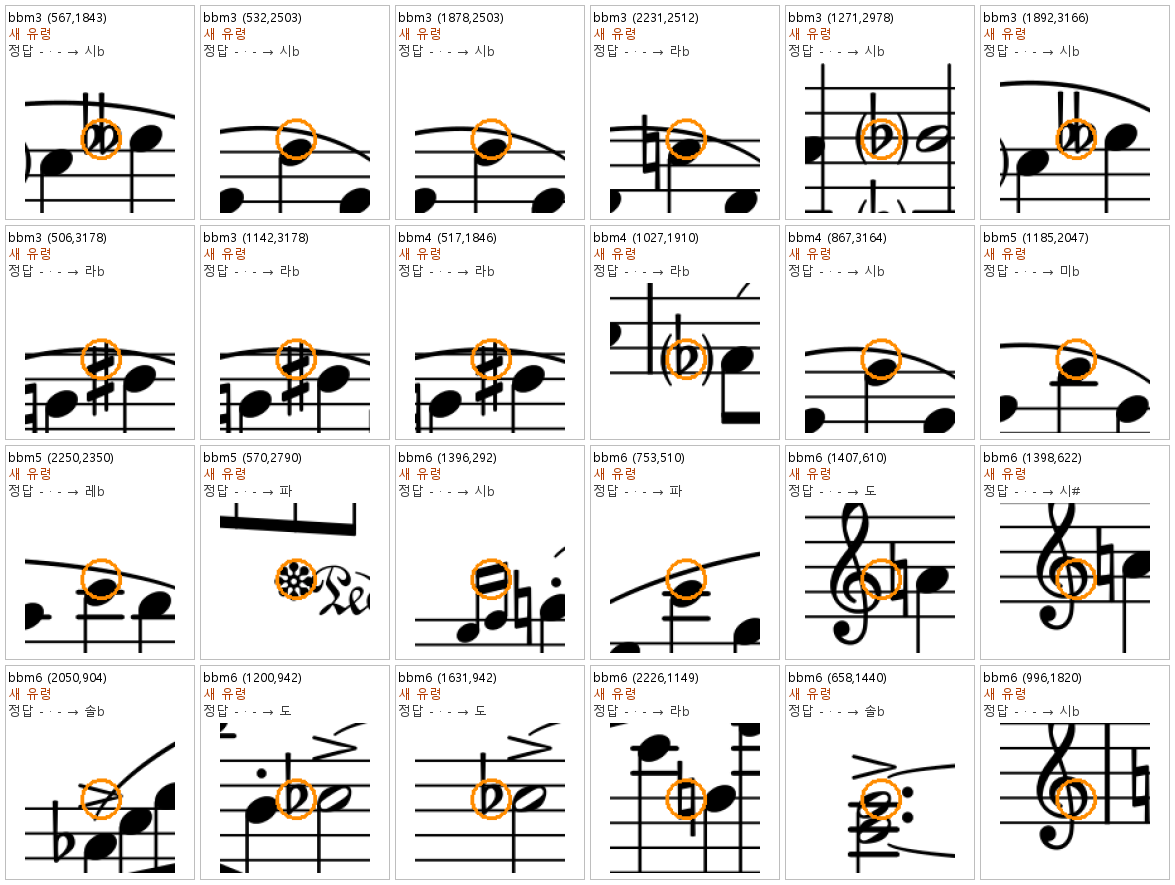 bbm3 (567,1843)
새 유령
정답 - · - → 시b
bbm3 (532,2503)
새 유령
정답 - · - → 시b
bbm3 (1878,2503)
새 유령
정답 - · - → 시b
bbm3 (2231,2512)
새 유령
정답 - · - → 라b
bbm3 (1271,2978)
새 유령
정답 - · - → 시b
bbm3 (1892,3166)
새 유령
정답 - · - → 시b
bbm3 (506,3178)
새 유령
정답 - · - → 라b
bbm3 (1142,3178)
새 유령
정답 - · - → 라b
bbm4 (517,1846)
새 유령
정답 - · - → 라b
bbm4 (1027,1910)
새 유령
정답 - · - → 라b
bbm4 (867,3164)
새 유령
정답 - · - → 시b
bbm5 (1185,2047)
새 유령
정답 - · - → 미b
bbm5 (2250,2350)
새 유령
정답 - · - → 레b
bbm5 (570,2790)
새 유령
정답 - · - → 파
bbm6 (1396,292)
새 유령
정답 - · - → 시b
bbm6 (753,510)
새 유령
정답 - · - → 파
bbm6 (1407,610)
새 유령
정답 - · - → 도
bbm6 (1398,622)
새 유령
정답 - · - → 시#
bbm6 (2050,904)
새 유령
정답 - · - → 솔b
bbm6 (1200,942)
새 유령
정답 - · - → 도
bbm6 (1631,942)
새 유령
정답 - · - → 도
bbm6 (2226,1149)
새 유령
정답 - · - → 라b
bbm6 (658,1440)
새 유령
정답 - · - → 솔b
bbm6 (996,1820)
새 유령
정답 - · - → 시b